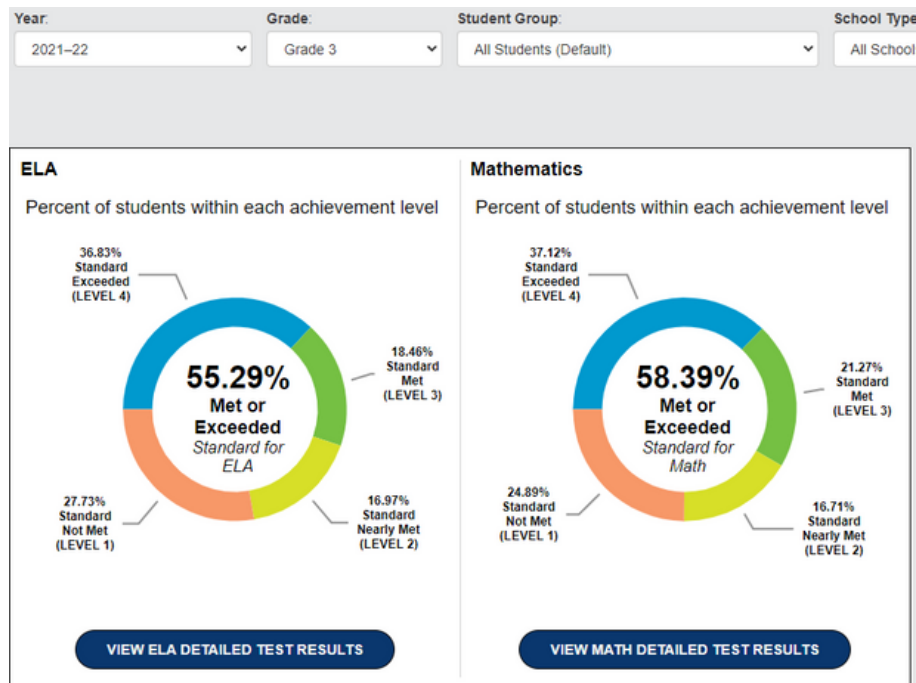 Year:
Grade:
Student Group:
School Type
2021–22
Grade 3
All Students (Default)
All School
ELA
Percent of students within each achievement level
36.83%
Standard
Exceeded
(LEVEL 4)
18.46%
Standard
Met
(LEVEL 3)
55.29%
Met or
Exceeded
Standard for
ELA
27.73%
Standard
Not Met
(LEVEL 1)
16.97%
Standard
Nearly Met
(LEVEL 2)
VIEW ELA DETAILED TEST RESULTS
Mathematics
Percent of students within each achievement level
37.12%
Standard
Exceeded
(LEVEL 4)
21.27%
Standard
Met
(LEVEL 3)
58.39%
Met or
Exceeded
Standard for
Math
24.89%
Standard
Not Met
(LEVEL 1)
16.71%
Standard
Nearly Met
(LEVEL 2)
VIEW MATH DETAILED TEST RESULTS